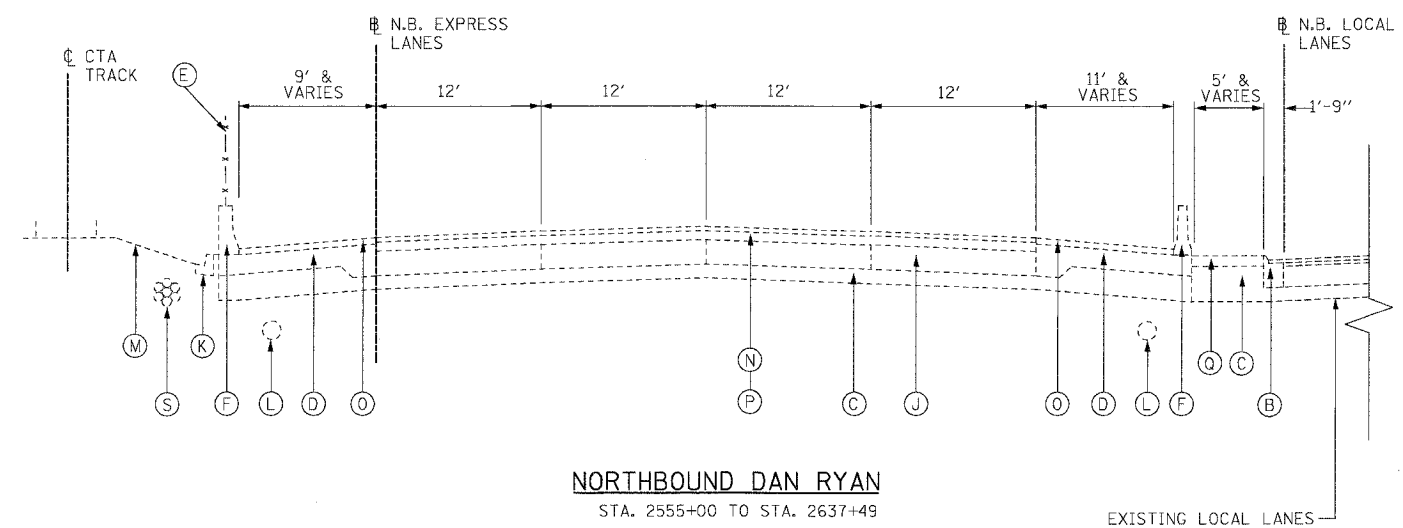 ℄ CTA
TRACK
E
9' &
VARIES
B N.B. EXPRESS
LANES
12'
12'
12'
12'
11' &
VARIES
5' &
VARIES
B N.B. LOCAL
LANES
1'-9"
M
S
K
F
L
D
O
N
P
C
J
O
D
L
F
Q
C
B
NORTHBOUND DAN RYAN
STA. 2555+00 TO STA. 2637+49
EXISTING LOCAL LANES